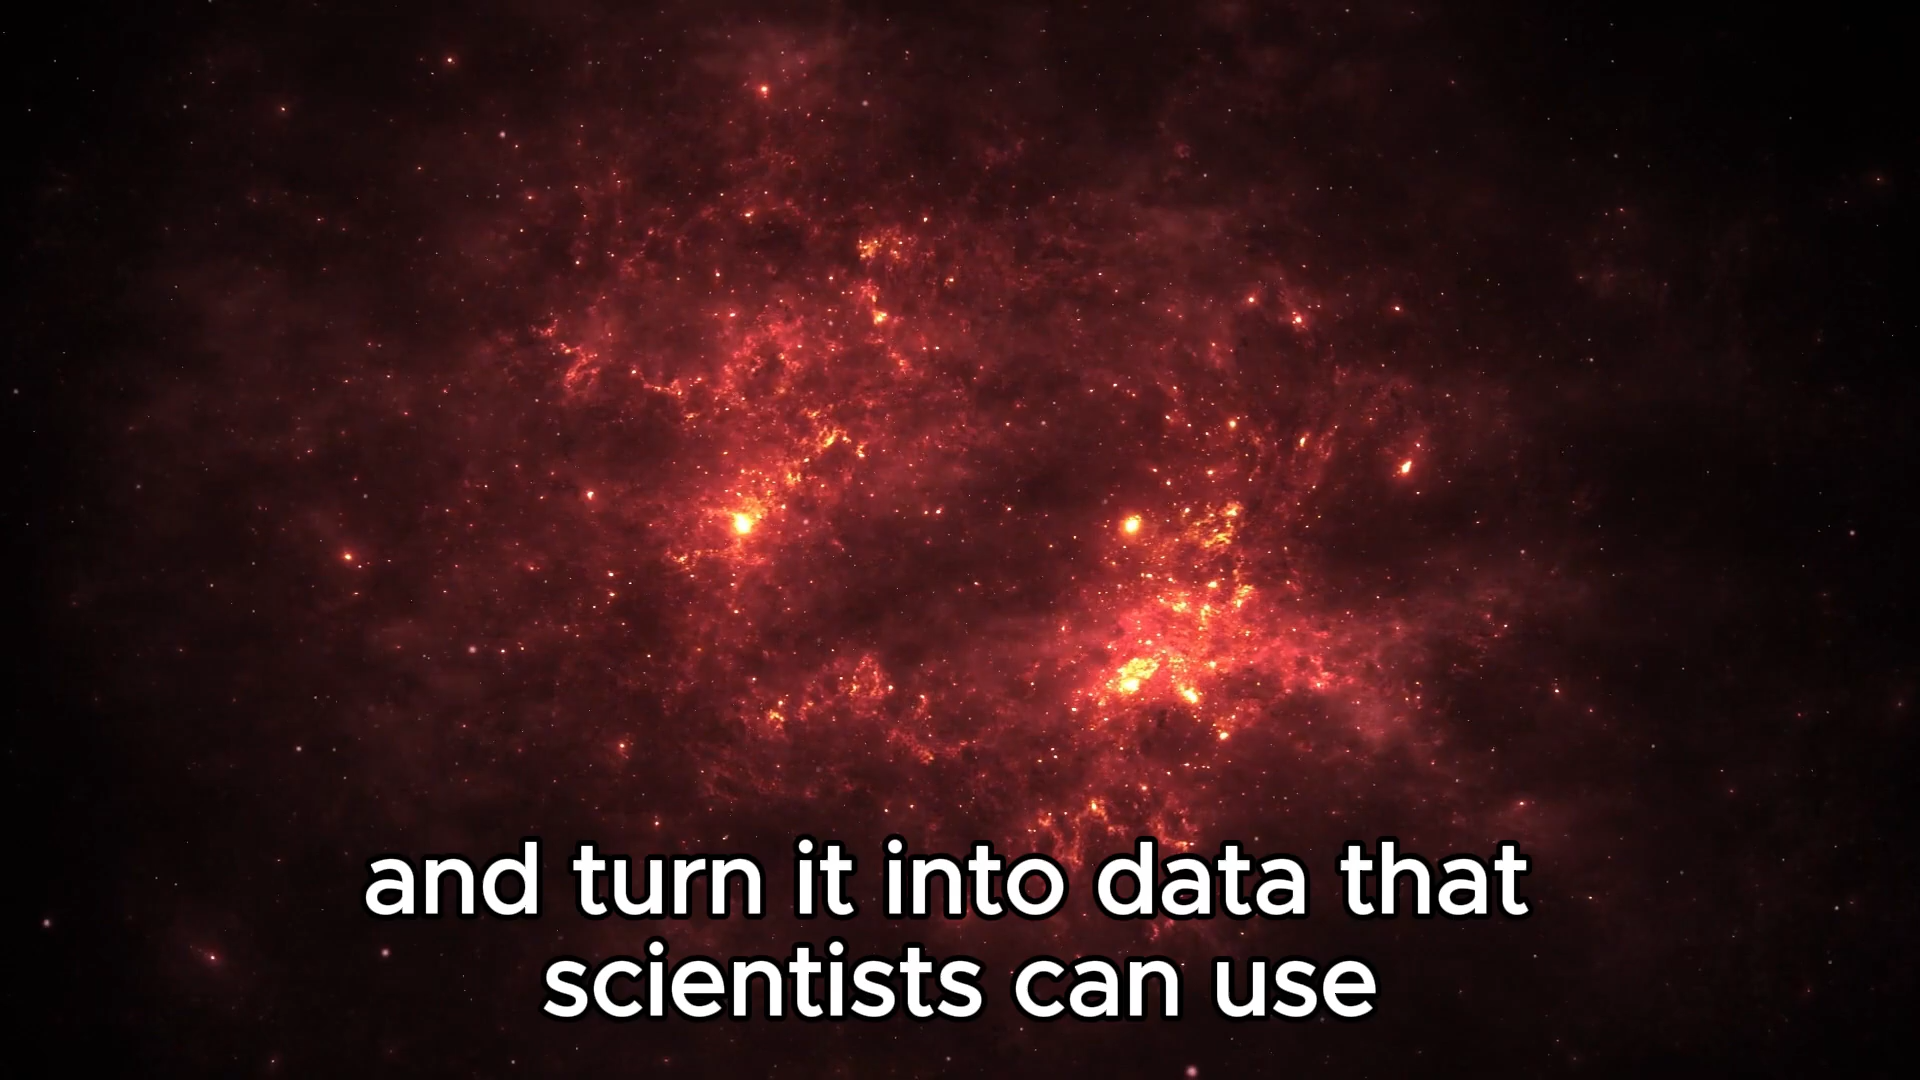 and turn it into data that
scientists can use